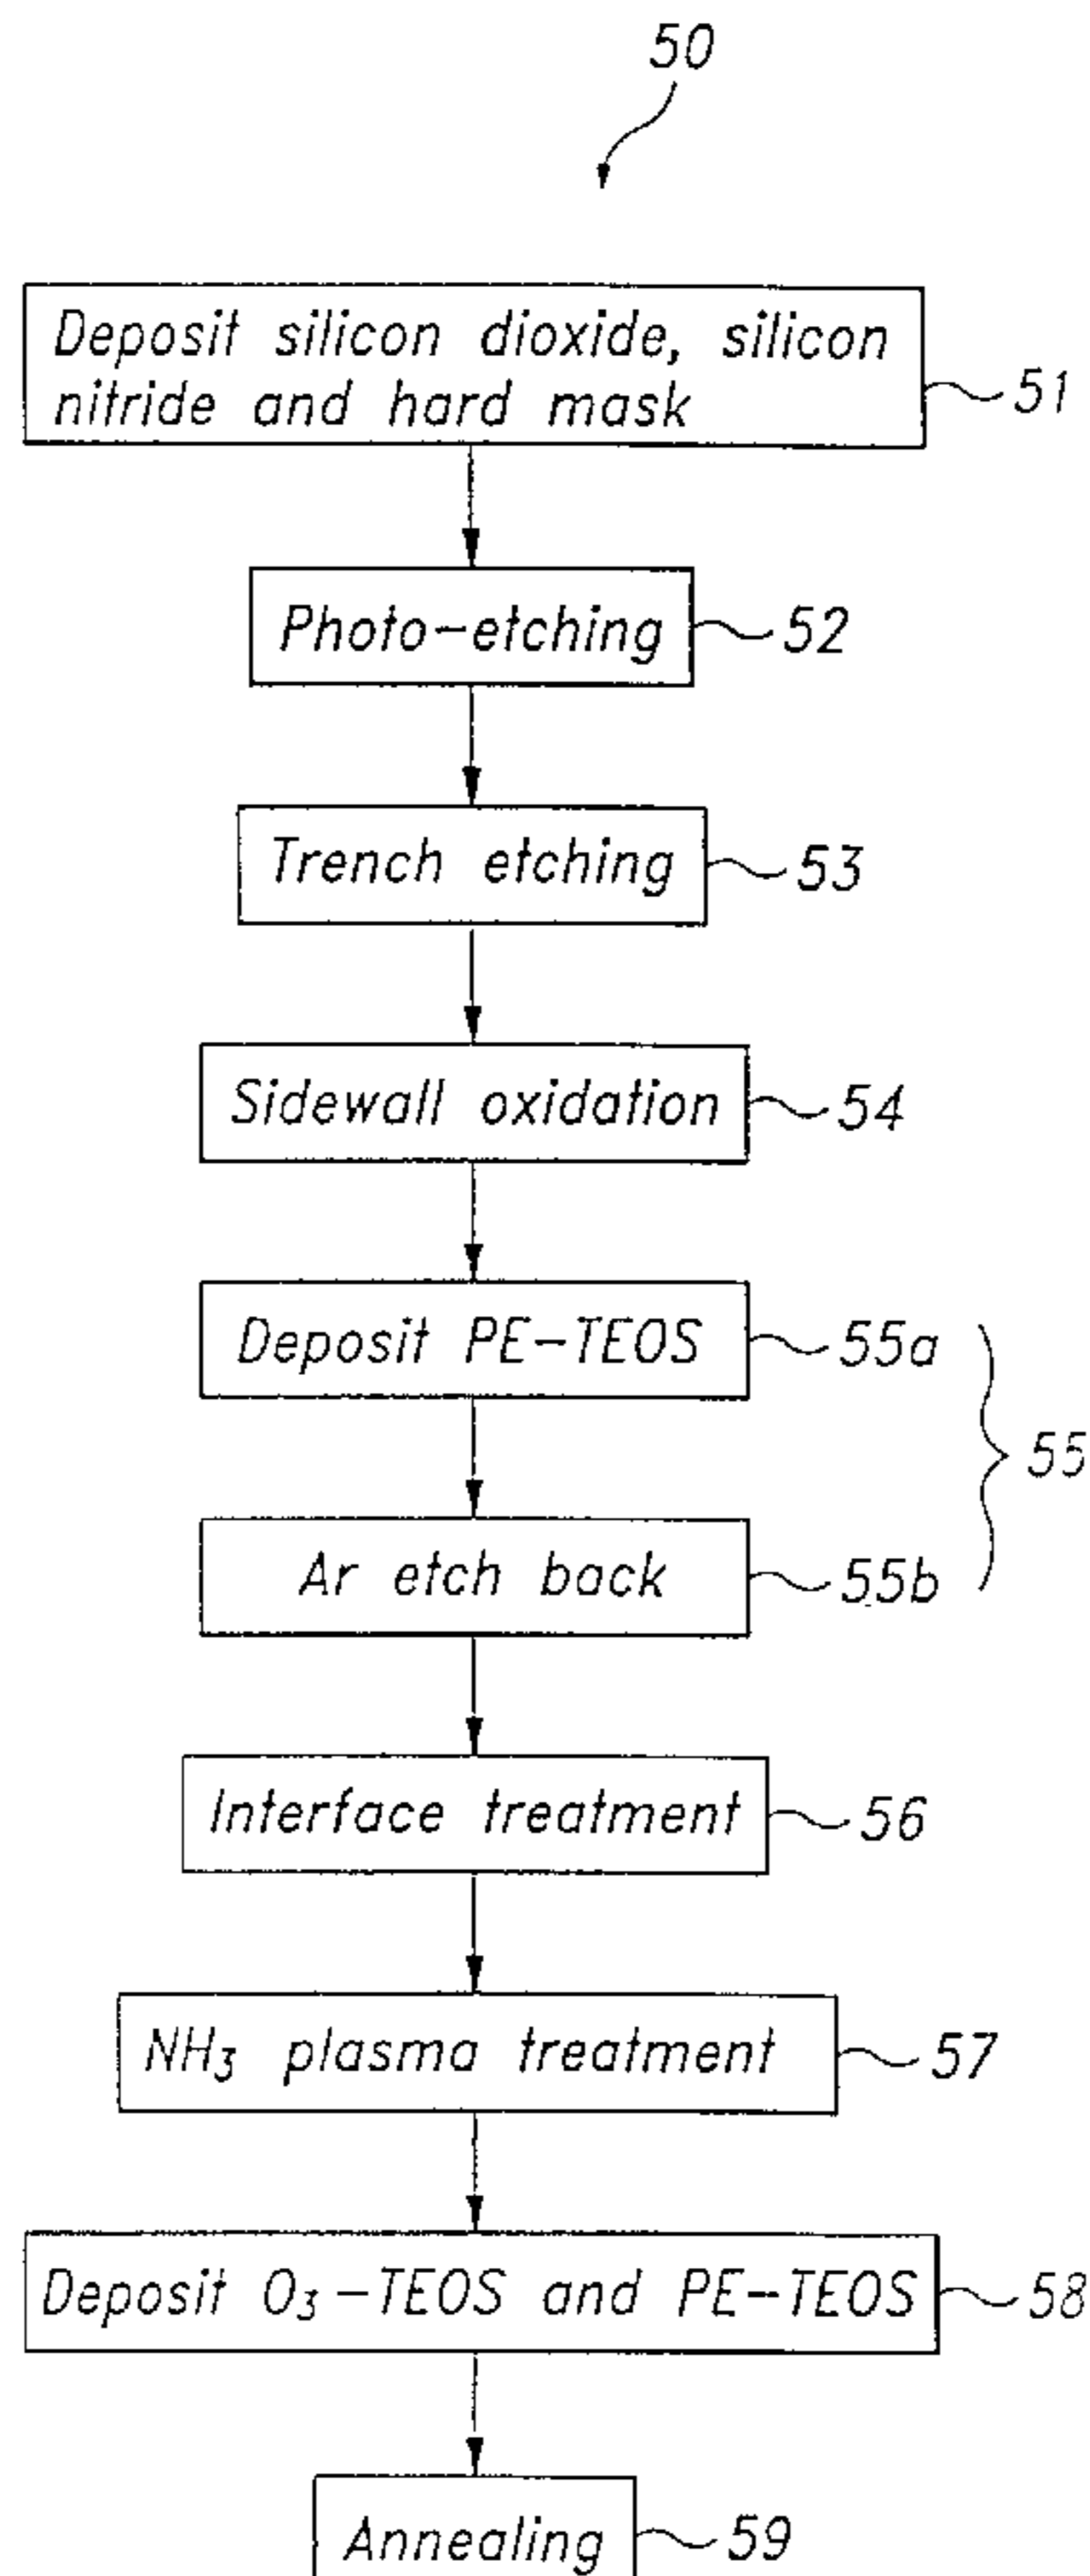 50
Deposit silicon dioxide, silicon
nitride and hard mask
51
Photo-etching
52
Trench etching
53
Sidewall oxidation
54
Deposit PE-TEOS
55a
55
Ar etch back
55b
Interface treatment
56
NH₃ plasma treatment
57
Deposit O₃-TEOS and PE-TEOS
58
Annealing
59